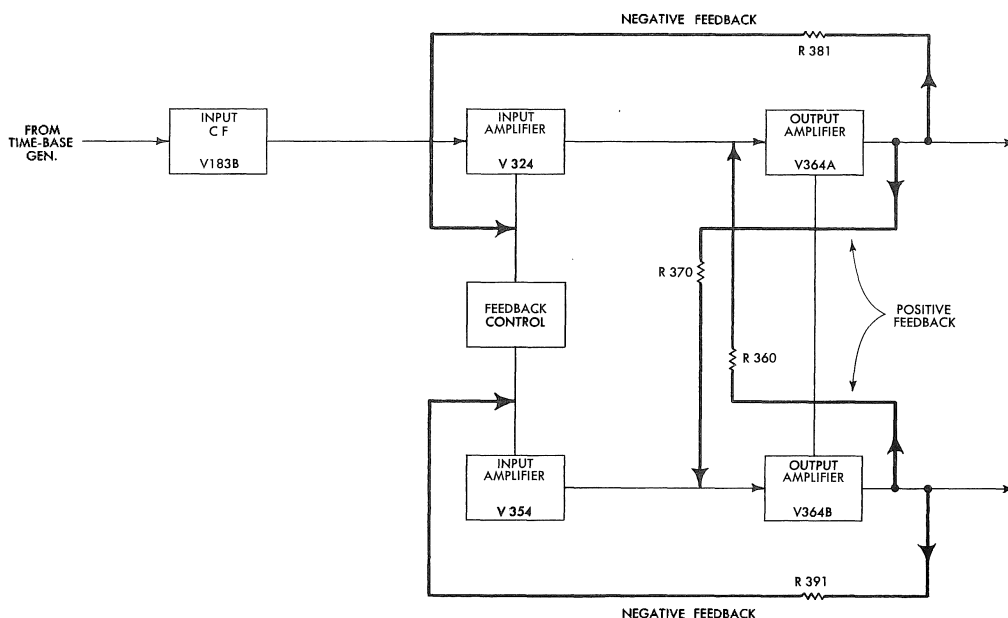 NEGATIVE FEEDBACK
R 381
FROM
TIME-BASE
GEN.
INPUT
C F
V183B
INPUT
AMPLIFIER
V 324
OUTPUT
AMPLIFIER
V364A
R 370
FEEDBACK
CONTROL
POSITIVE
FEEDBACK
R 360
INPUT
AMPLIFIER
V 354
OUTPUT
AMPLIFIER
V364B
R 391
NEGATIVE FEEDBACK